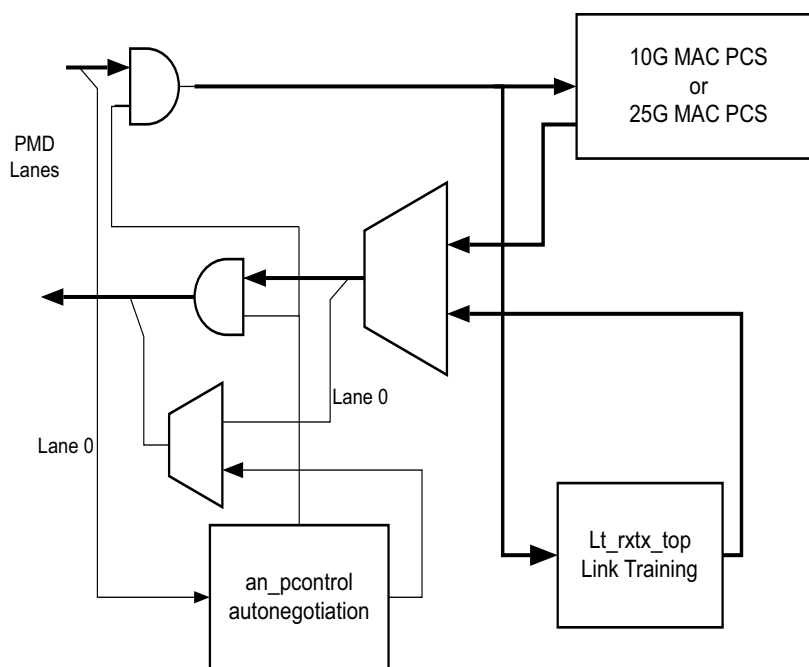 10G MAC PCS
or
25G MAC PCS
PMD
Lanes
Lane 0
Lane 0
Lt_rxtx_top
Link Training
an_pcontrol
autonegotiation